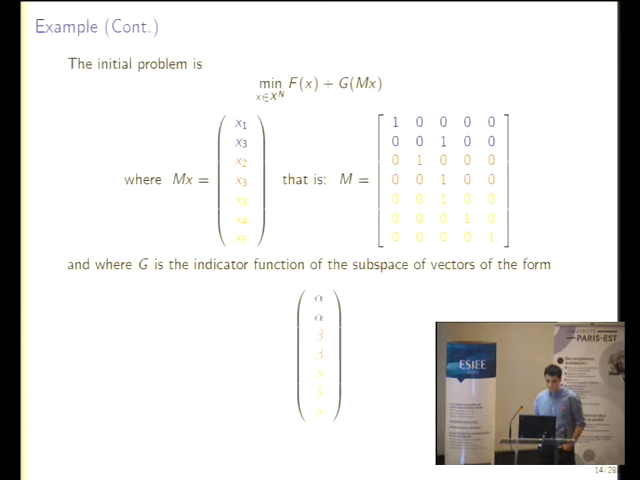 Example (Cont.)
The initial problem is
min F(x) + G(Mx)
x∈X^N
where Mx = ( x1 x3 x2 x3 x3 x4 x5 ) that is: M =
1 0 0 0 0
0 0 1 0 0
0 1 0 0 0
0 0 1 0 0
0 0 1 0 0
0 0 0 1 0
0 0 0 0 1
and where G is the indicator function of the subspace of vectors of the form
α
α
β
β
δ
δ
δ
UNIVERSITÉ
PARIS-EST
ESIEE
14/28